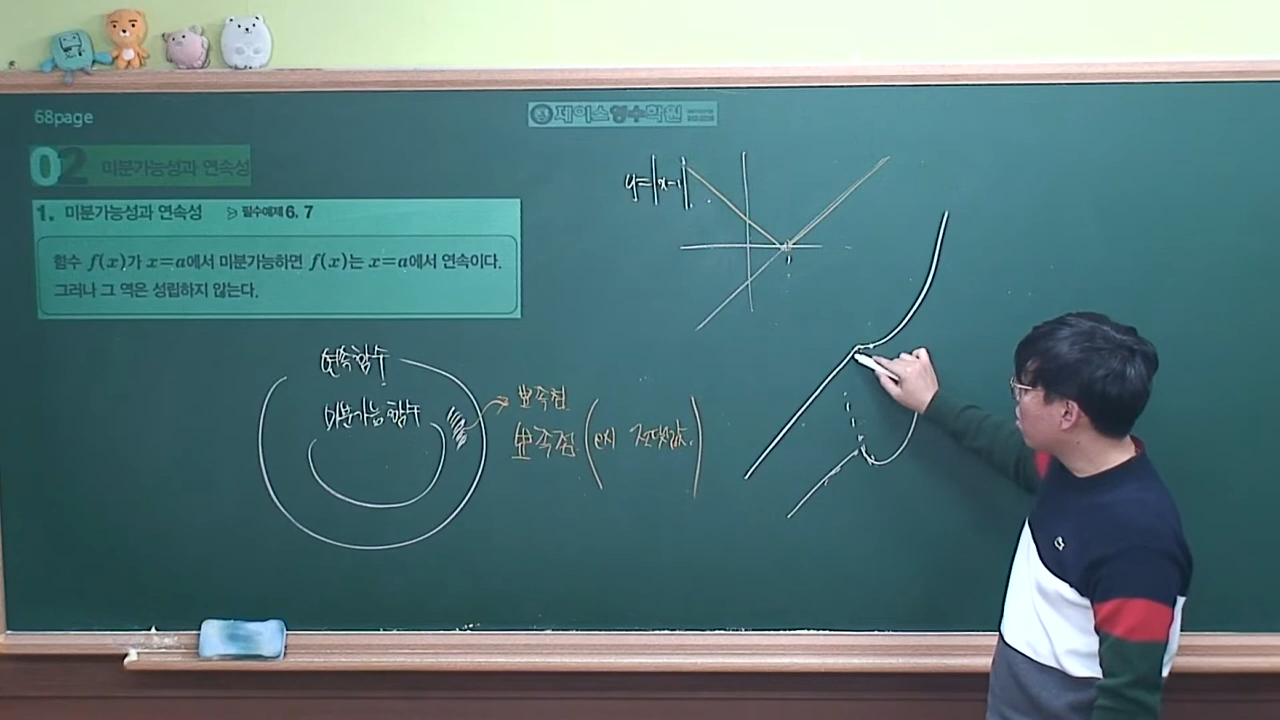 68page
제이스영수학원
02 미분가능성과 연속성
1. 미분가능성과 연속성 필수예제 6, 7
함수 f(x)가 x=a에서 미분가능하면 f(x)는 x=a에서 연속이다.
그러나 그 역은 성립하지 않는다.
y=|x-1|
연속함수
미분가능 함수
뾰족점
뾰족점 (ex) 절댓값)